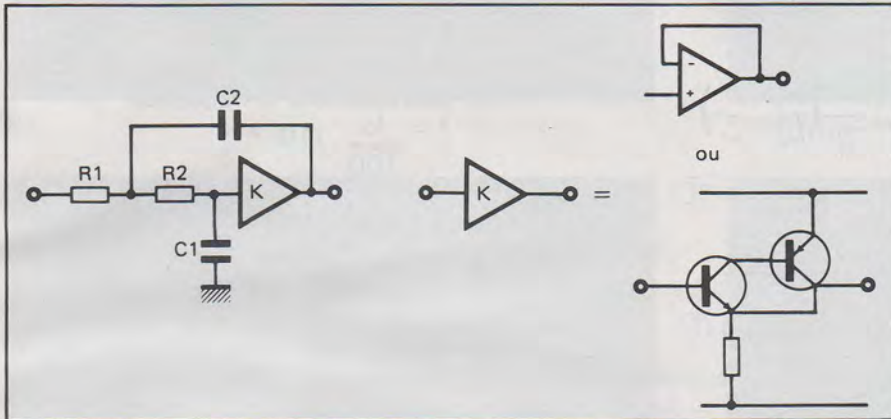 C2
R1
R2
K
C1
K
=
-
+
ou